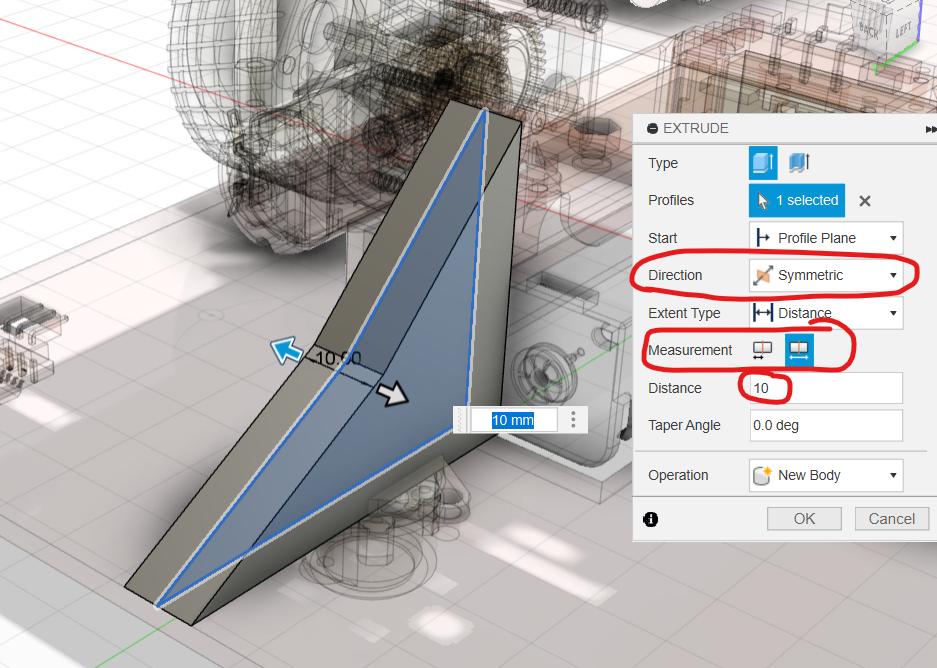 BACK
LEFT
EXTRUDE
Type
Profiles
1 selected
Start
Profile Plane
Direction
Symmetric
Extent Type
Distance
10.00
Measurement
Distance
10
10 mm
Taper Angle
0.0 deg
Operation
New Body
OK
Cancel